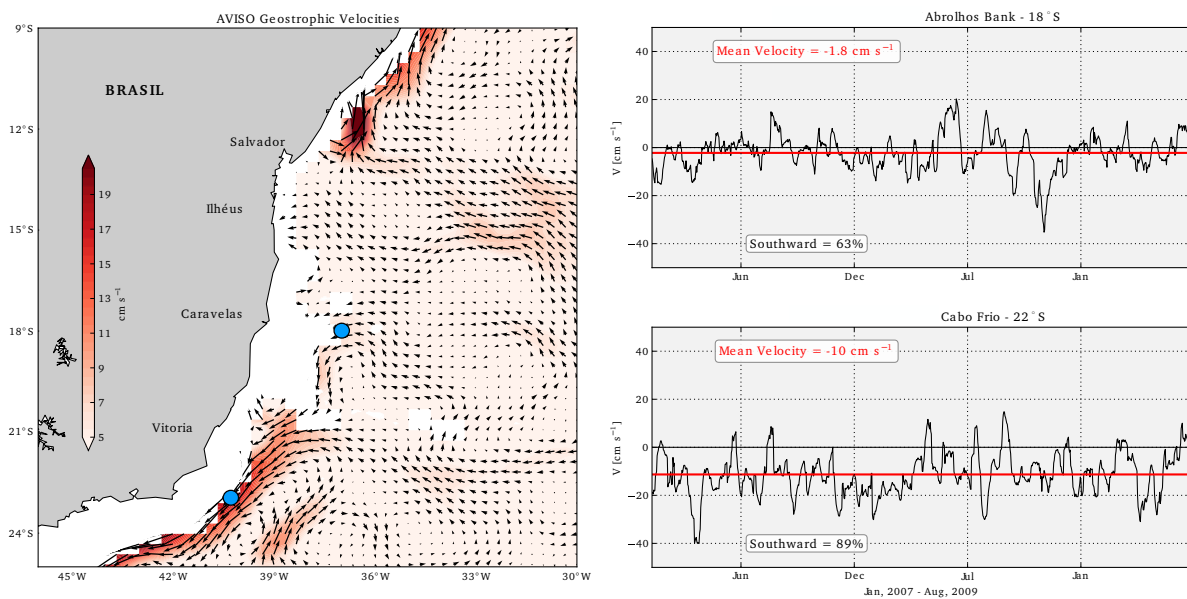 AVISO Geostrophic Velocities
9°S
12°S
15°S
18°S
21°S
24°S
45°W
42°W
39°W
36°W
33°W
30°W
BRASIL
Salvador
Ilhéus
Caravelas
Vitoria
19
17
15
13
11
9
7
5
cm s⁻¹
Abrolhos Bank - 18°S
Mean Velocity = -1.8 cm s⁻¹
40
20
0
−20
−40
V [cm s⁻¹]
Southward = 63%
Jun
Dec
Jul
Jan
Cabo Frio - 22°S
Mean Velocity = -10 cm s⁻¹
40
20
0
−20
−40
V [cm s⁻¹]
Southward = 89%
Jun
Dec
Jul
Jan
Jan, 2007 - Aug, 2009